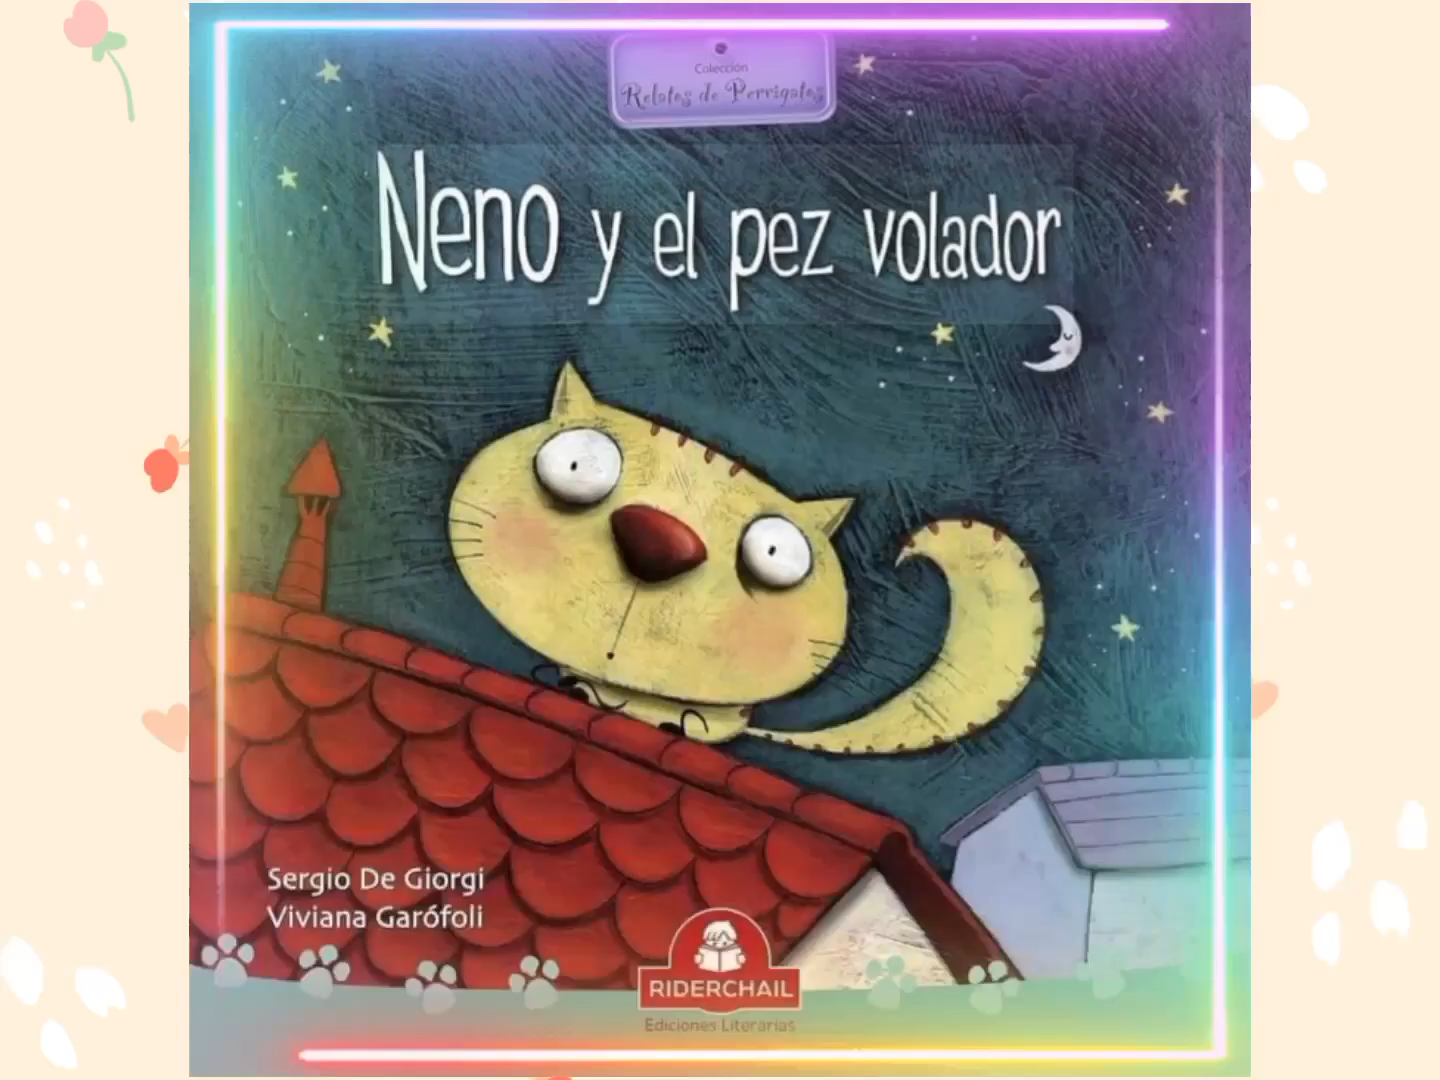 Colección
Relatos de Perrigatos
Neno y el pez volador
Sergio De Giorgi
Viviana Garófoli
RIDERCHAIL
Ediciones Literarias